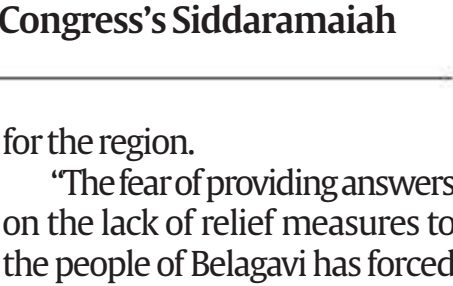 Congress’s Siddaramaiah
for the region.
“The fear of providing answers
on the lack of relief measures to
the people of Belagavi has forced